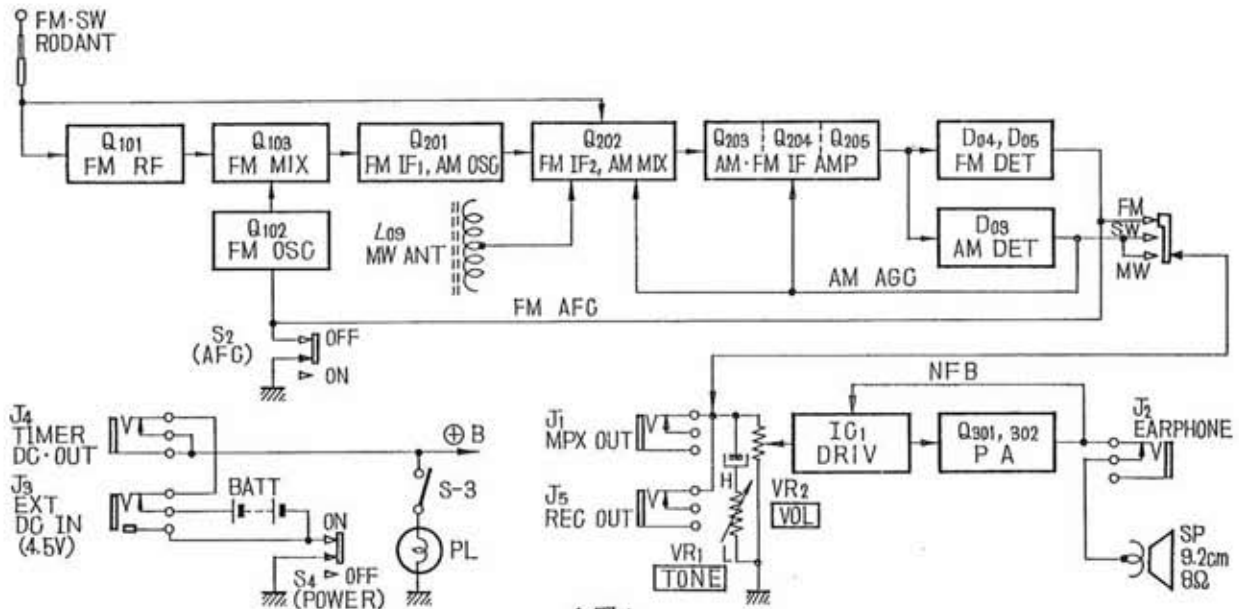 FM·SW
RODANT
Q101
FM RF
Q103
FM MIX
Q201
FM IF1, AM OSC
Q202
FM IF2, AM MIX
Q203 Q204 Q205
AM·FM IF AMP
D04, D05
FM DET
Q102
FM OSC
L09
MW ANT
D03
AM DET
FM
SW
MW
AM AGC
FM AFC
S2
(AFC)
OFF
ON
NFB
J4
TIMER
DC·OUT
⊕B
J3
EXT
DC IN
(4.5V)
BATT
ON
OFF
S4
(POWER)
S-3
PL
J1
MPX OUT
J5
REC OUT
H
L
VR1
TONE
VR2
VOL
IC1
DRIV
Q301, 302
P A
J2
EARPHONE
SP
9.2cm
8Ω